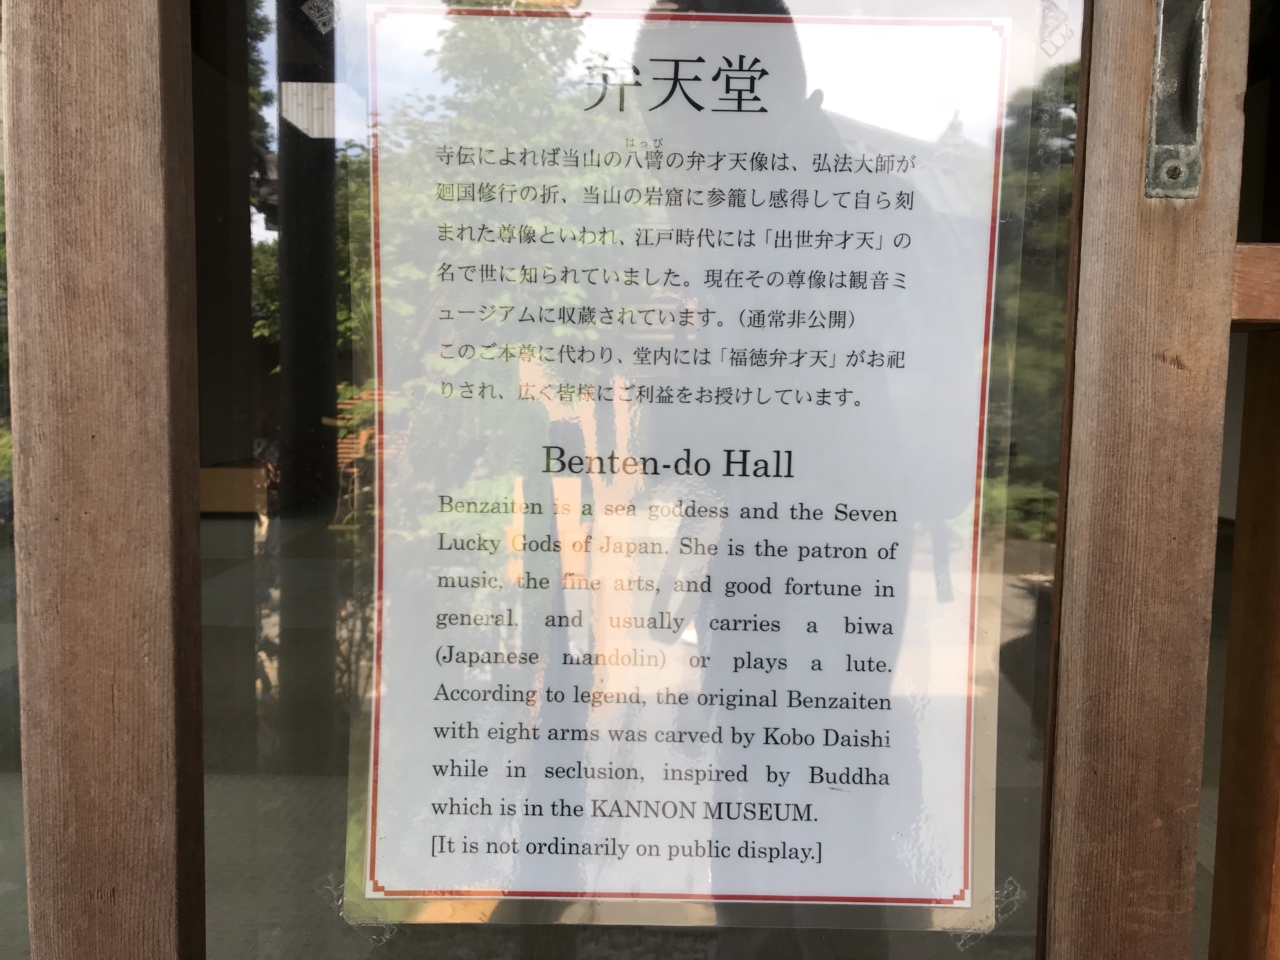 弁天堂
はっぴ
寺伝によれば当山の八臂の弁才天像は、弘法大師が
廻国修行の折、当山の岩窟に参籠し感得して自ら刻
まれた尊像といわれ、江戸時代には「出世弁才天」の
名で世に知られていました。現在その尊像は観音ミ
ュージアムに収蔵されています。（通常非公開）
このご本尊に代わり、堂内には「福徳弁才天」がお祀
りされ、広く皆様にご利益をお授けしています。
Benten-do Hall
Benzaiten is a sea goddess and the Seven
Lucky Gods of Japan. She is the patron of
music, the fine arts, and good fortune in
general, and usually carries a biwa
(Japanese mandolin) or plays a lute.
According to legend, the original Benzaiten
with eight arms was carved by Kobo Daishi
while in seclusion, inspired by Buddha
which is in the KANNON MUSEUM.
[It is not ordinarily on public display.]